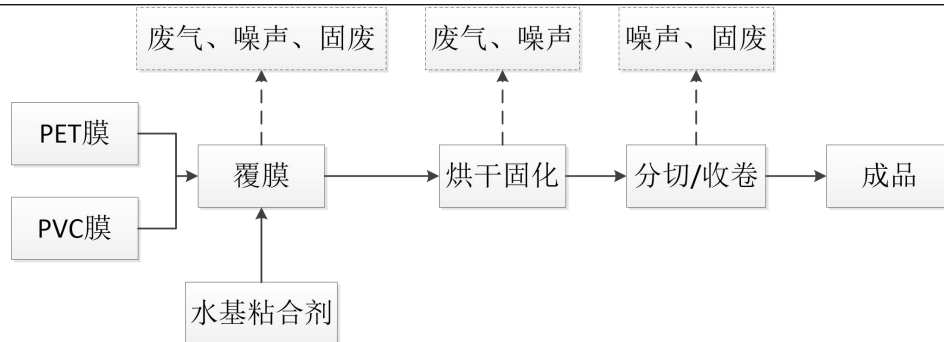 废气、噪声、固废
废气、噪声
噪声、固废
PET膜
覆膜
烘干固化
分切/收卷
成品
PVC膜
水基粘合剂